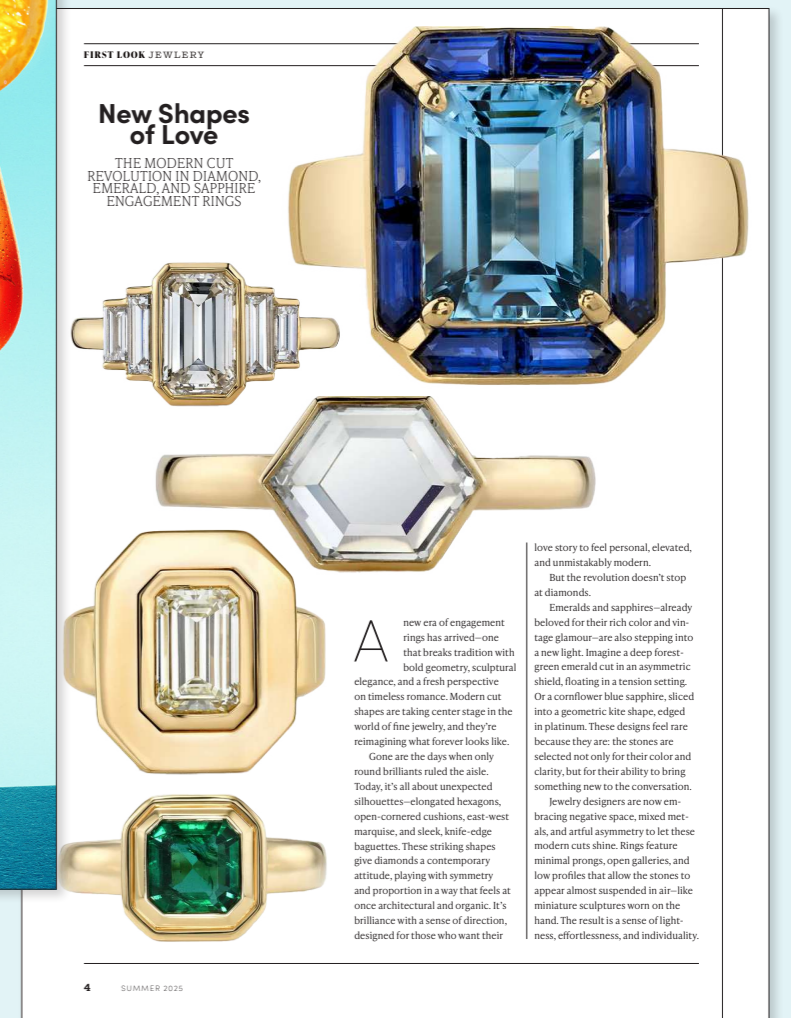 FIRST LOOK JEWLERY
New Shapes
of Love
THE MODERN CUT
REVOLUTION IN DIAMOND,
EMERALD, AND SAPPHIRE
ENGAGEMENT RINGS
A new era of engagement
rings has arrived—one
that breaks tradition with
bold geometry, sculptural
elegance, and a fresh perspective
on timeless romance. Modern cut
shapes are taking center stage in the
world of fine jewelry, and they’re
reimagining what forever looks like.
Gone are the days when only
round brilliants ruled the aisle.
Today, it’s all about unexpected
silhouettes—elongated hexagons,
open-cornered cushions, east-west
marquise, and sleek, knife-edge
baguettes. These striking shapes
give diamonds a contemporary
attitude, playing with symmetry
and proportion in a way that feels at
once architectural and organic. It’s
brilliance with a sense of direction,
designed for those who want their
love story to feel personal, elevated,
and unmistakably modern.
But the revolution doesn’t stop
at diamonds.
Emeralds and sapphires—already
beloved for their rich color and vin-
tage glamour—are also stepping into
a new light. Imagine a deep forest-
green emerald cut in an asymmetric
shield, floating in a tension setting.
Or a cornflower blue sapphire, sliced
into a geometric kite shape, edged
in platinum. These designs feel rare
because they are: the stones are
selected not only for their color and
clarity, but for their ability to bring
something new to the conversation.
Jewelry designers are now em-
bracing negative space, mixed met-
als, and artful asymmetry to let these
modern cuts shine. Rings feature
minimal prongs, open galleries, and
low profiles that allow the stones to
appear almost suspended in air—like
miniature sculptures worn on the
hand. The result is a sense of light-
ness, effortlessness, and individuality.
4 SUMMER 2025